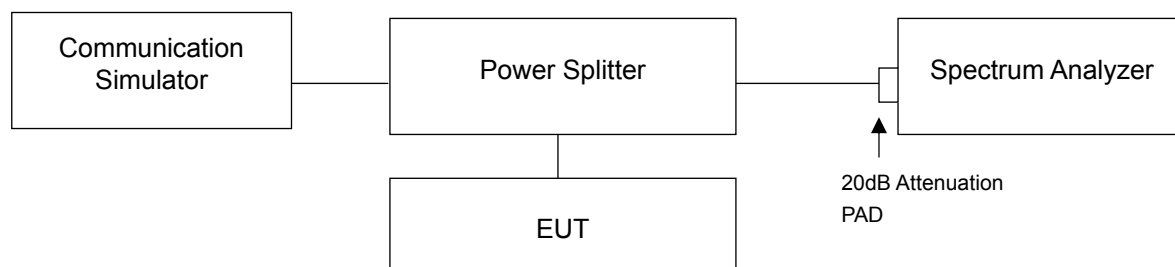 Communication
Simulator
Power Splitter
Spectrum Analyzer
20dB Attenuation
PAD
EUT